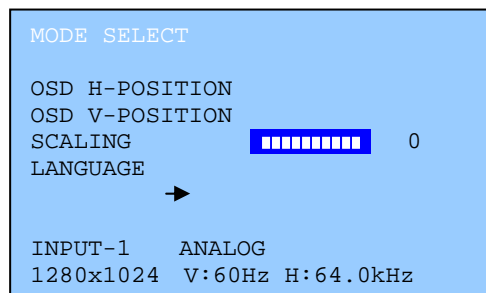 MODE SELECT
OSD H-POSITION
OSD V-POSITION
SCALING 0
LANGUAGE
INPUT-1 ANALOG
1280x1024 V:60Hz H:64.0kHz